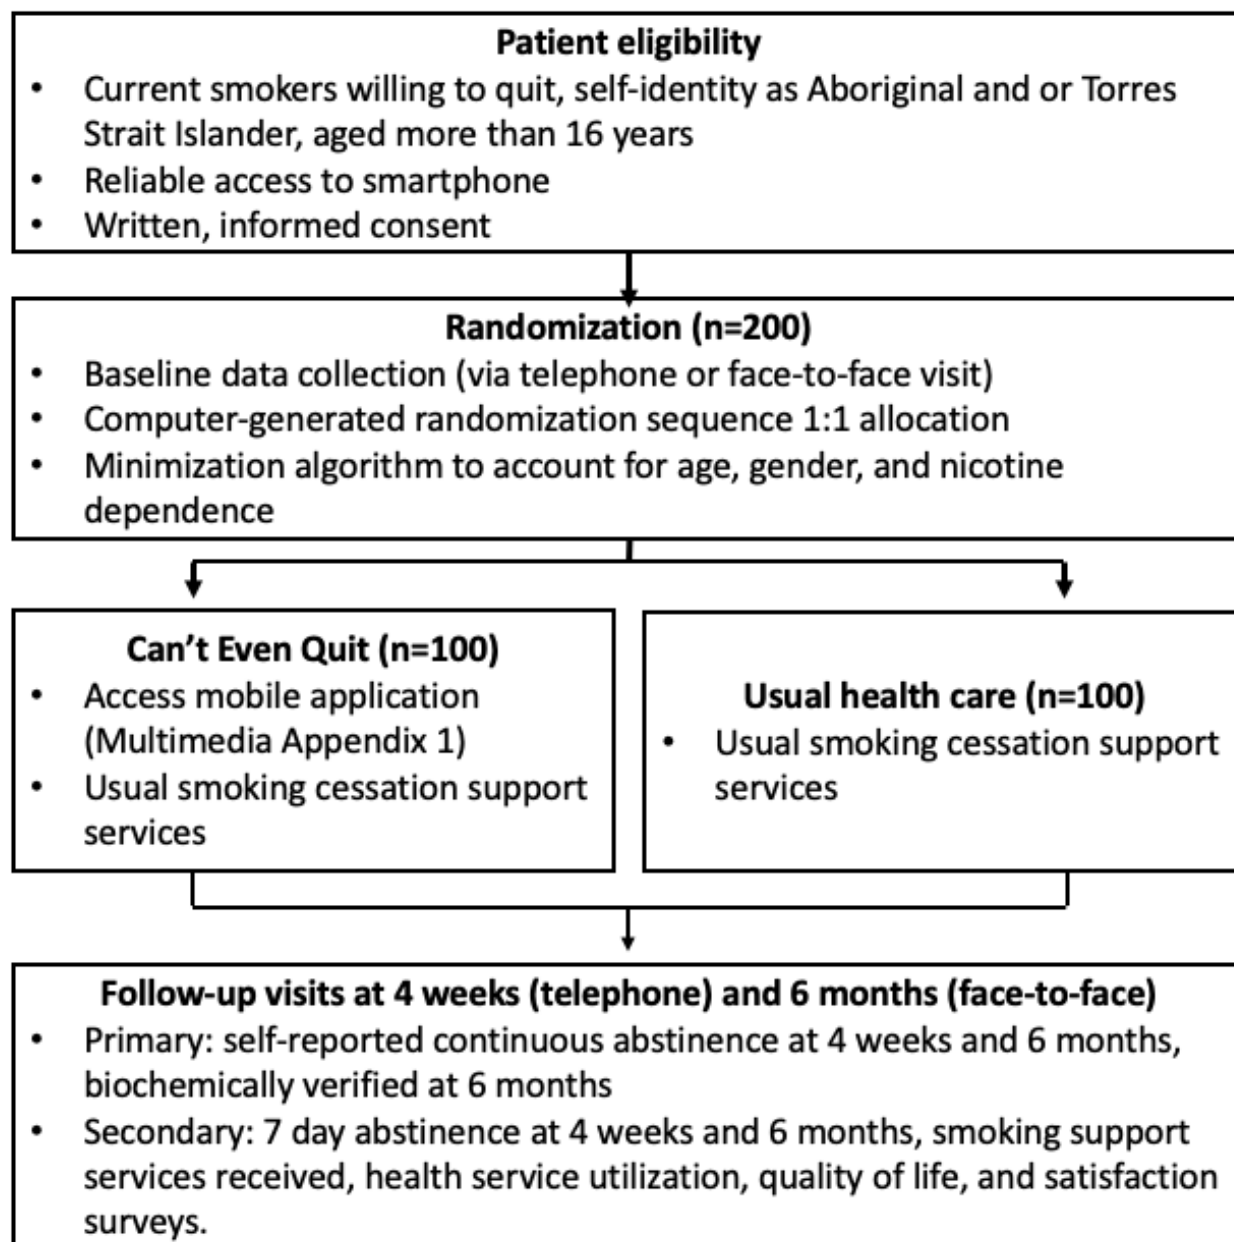 Patient eligibility
• Current smokers willing to quit, self-identity as Aboriginal and or Torres
Strait Islander, aged more than 16 years
• Reliable access to smartphone
• Written, informed consent
Randomization (n=200)
• Baseline data collection (via telephone or face-to-face visit)
• Computer-generated randomization sequence 1:1 allocation
• Minimization algorithm to account for age, gender, and nicotine
dependence
Can’t Even Quit (n=100)
• Access mobile application
(Multimedia Appendix 1)
• Usual smoking cessation support
services
Usual health care (n=100)
• Usual smoking cessation support
services
Follow-up visits at 4 weeks (telephone) and 6 months (face-to-face)
• Primary: self-reported continuous abstinence at 4 weeks and 6 months,
biochemically verified at 6 months
• Secondary: 7 day abstinence at 4 weeks and 6 months, smoking support
services received, health service utilization, quality of life, and satisfaction
surveys.